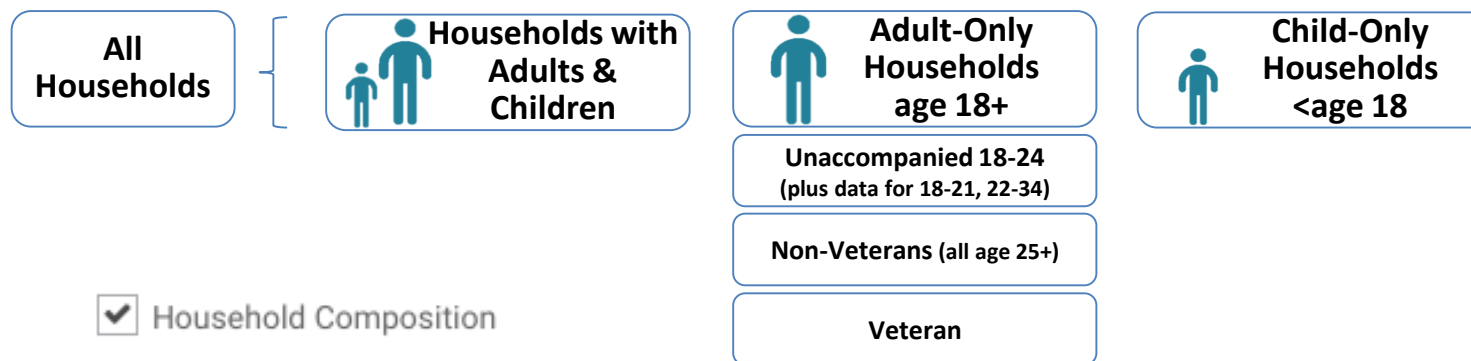 All
Households
Households with
Adults &
Children
Adult-Only
Households
age 18+
Child-Only
Households
<age 18
Unaccompanied 18-24
(plus data for 18-21, 22-34)
Non-Veterans (all age 25+)
Veteran
Household Composition